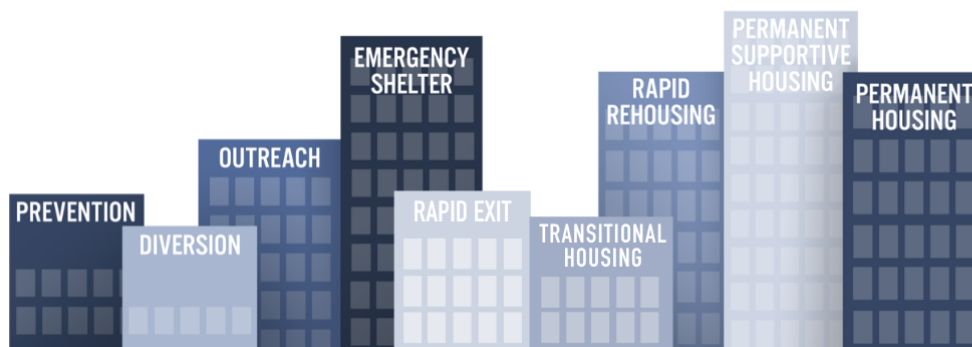 PREVENTION
DIVERSION
OUTREACH
EMERGENCY
SHELTER
RAPID EXIT
TRANSITIONAL
HOUSING
RAPID
REHOUSING
PERMANENT
SUPPORTIVE
HOUSING
PERMANENT
HOUSING